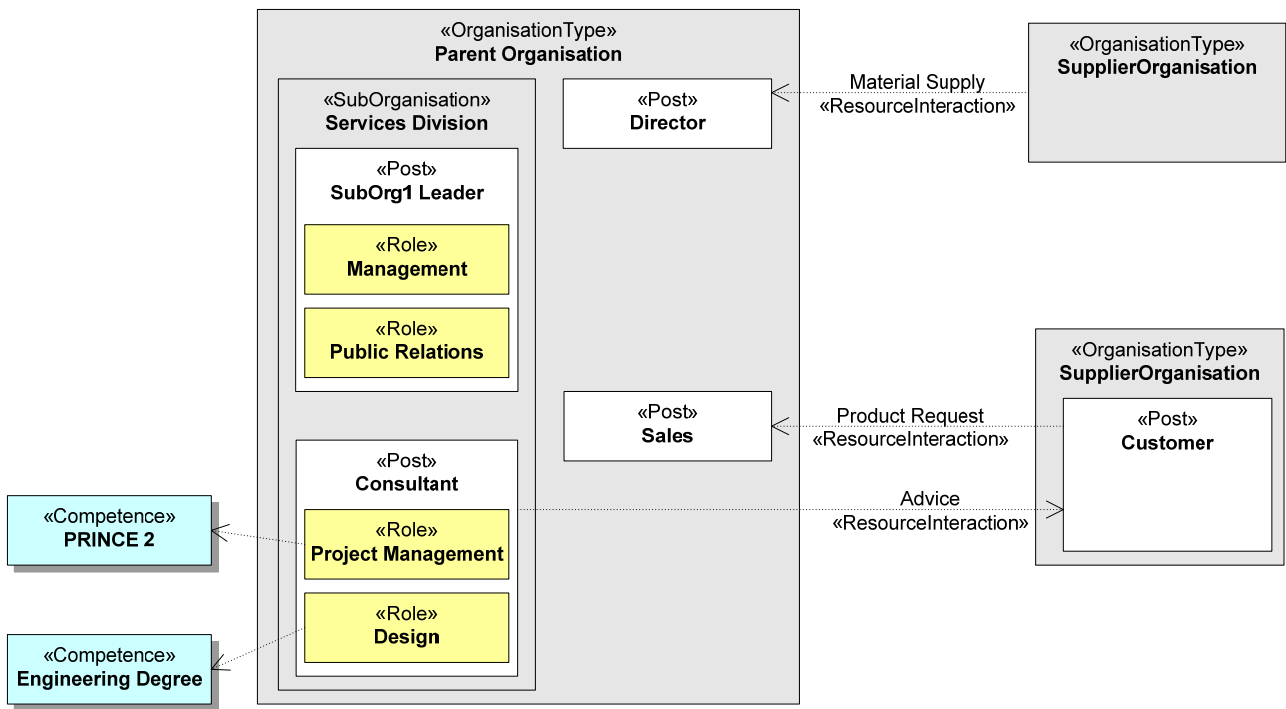 «OrganisationType»
Parent Organisation
«SubOrganisation»
Services Division
«Post»
SubOrg1 Leader
«Role»
Management
«Role»
Public Relations
«Post»
Consultant
«Role»
Project Management
«Role»
Design
«Post»
Director
«Post»
Sales
«Competence»
PRINCE 2
«Competence»
Engineering Degree
Material Supply
«ResourceInteraction»
«OrganisationType»
SupplierOrganisation
Product Request
«ResourceInteraction»
Advice
«ResourceInteraction»
«OrganisationType»
SupplierOrganisation
«Post»
Customer